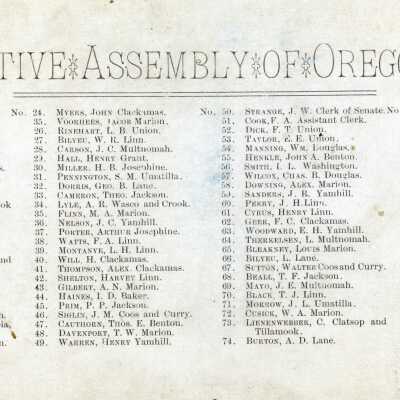 TIVE ASSEMBLY OF OREGO
No. 24. MYERS, JOHN Clackamas.
35. VOORHEES, JACOB Marion.
26. RINEHART, L. B. Union.
27. BILYEU, W. R. Linn.
28. CARSON, J. C. Multnomah.
29. HALL, HENRY Grant.
30. MILLER, H. B. Josephine.
31. PENNINGTON, S. M. Umatilla.
32. DORRIS, GEO. B. Lane.
33. CAMERON, THEO. Jackson.
ook
34. LYLE, A. R. Wasco and Crook.
35. FLINN, M. A. Marion.
36. NELSON, J. C. Yamhill.
37. PORTER, ARTHUR Josephine.
38. WATTS, F. A. Linn.
39. MONTANYE, L. H. Linn.
nd
40. WILL, H. Clackamas.
41. THOMPSON, ALEX. Clackamas.
42. SHELTON, HARVEY Linn.
43. GILBERT, A. N. Marion.
44. HAINES, I. D. Baker.
45. PRIM, P. P. Jackson.
46. SIGLIN, J. M. Coos and Curry.
ia,
47. CAUTHORN, THOS. E. Benton.
48. DAVENPORT, T. W. Marion.
n.
49. WARREN, HENRY Yamhill.
No. 50. STRANGE, J. W. Clerk of Senate.
51. COOK, F. A. Assistant Clerk.
52. DICK, F. T. Union.
53. TAYLOR, E. E. Union.
54. MANNING, WM. Douglas.
55. HENKLE, JOHN A. Benton.
56. SMITH, I. L. Washington.
57. WILCOX, CHAS. B. Douglas.
58. DOWNING, ALEX. Marion.
59. SANDERS, J. R. Yamhill.
60. PERRY, J. H. Linn.
61. CYRUS, HENRY Linn.
62. GEER, F. C. Clackamas.
63. WOODWARD, E. H. Yamhill.
64. THERKELSEN, L. Multnomah.
65. BLEAKNEY, LOUIS Marion.
66. BILYEU, L. Lane.
67. SUTTON, WALTER Coos and Curry.
68. BEALL, T. F. Jackson.
69. MAYO, J. E. Multnomah.
70. BLACK, T. J. Linn.
71. MORROW, J. L. Umatilla.
72. CUSICK, W. A. Marion.
73. LIENENWEBBER, C. Clatsop and
Tillamook.
74. BURTON, A. D. Lane.
No